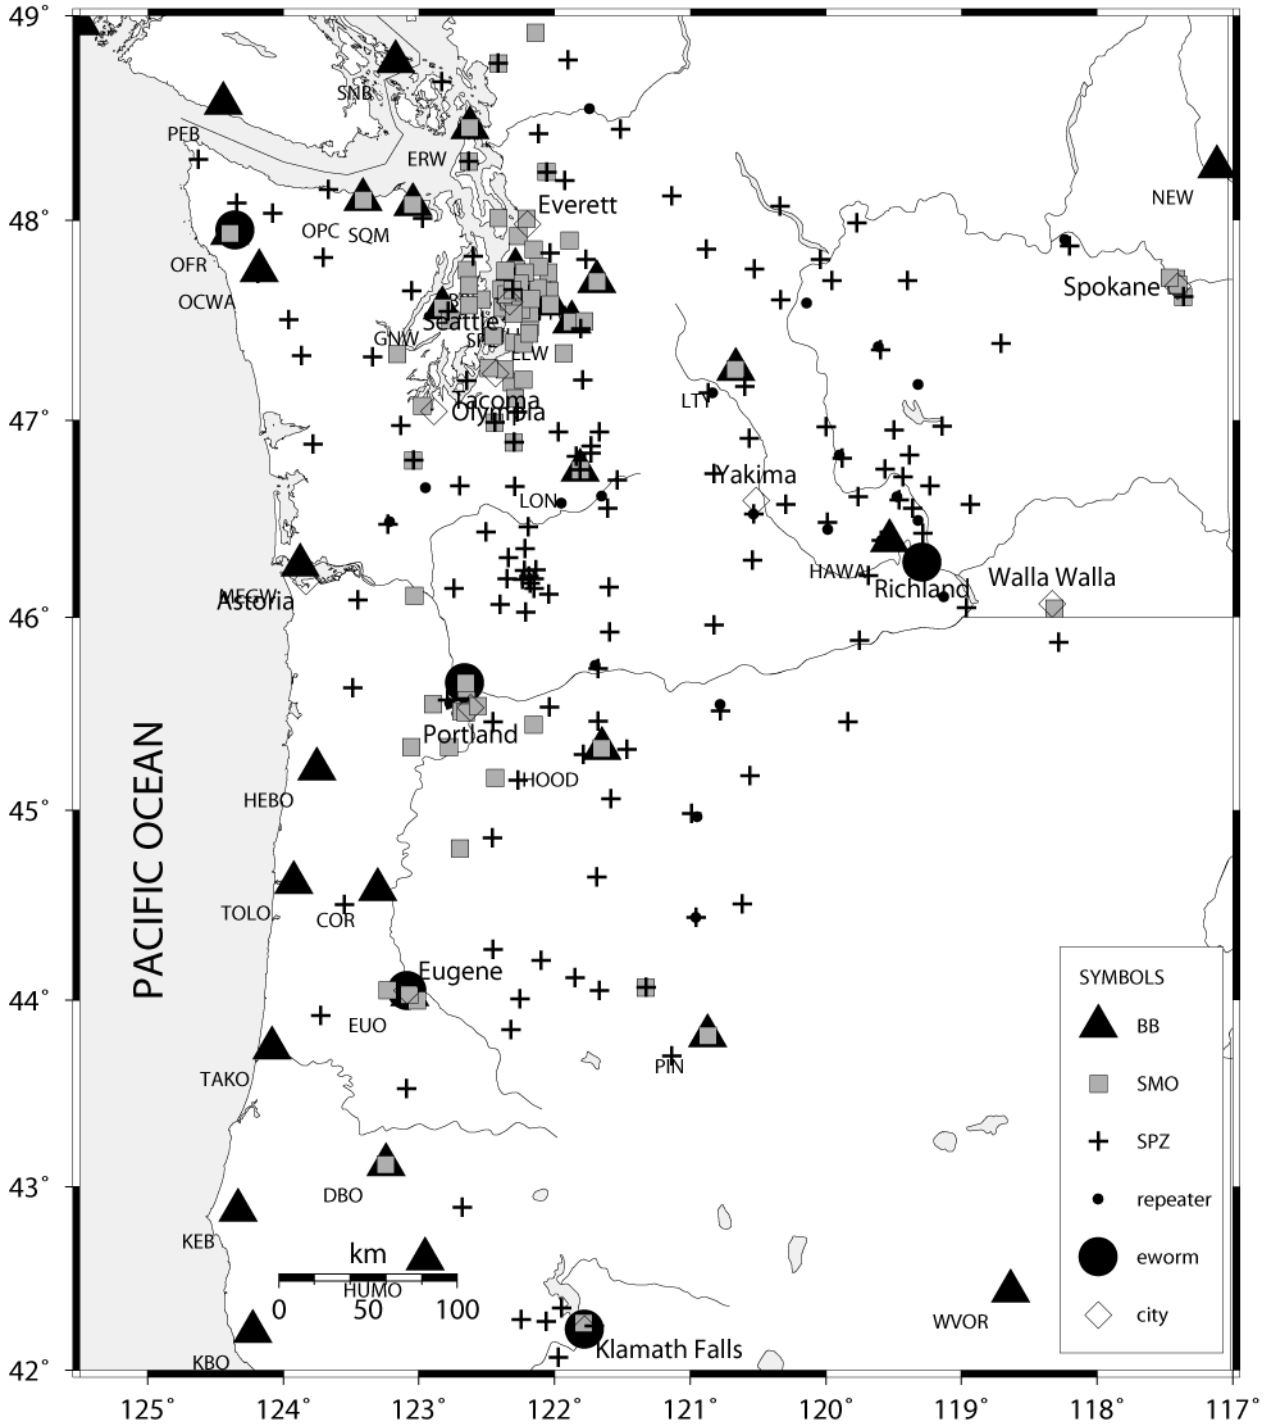 49°
SNB
PFB
ERW
NEW
Everett
48°
OPC
SQM
OFR
OCWA
Spokane
Seattle
GNW
ELW
LTY
Tacoma
47°
Olympia
Yakima
LON
HAWA
Richland
Walla Walla
MEGW
Astoria
46°
PACIFIC OCEAN
Portland
HOOD
HEBO
45°
TOLO
COR
Eugene
SYMBOLS
BB
SMO
SPZ
repeater
eworm
city
44°
EUO
PIN
TAKO
43°
DBO
KEB
km
HUMO
0 50 100
WVOR
Klamath Falls
KBO
42°
125° 124° 123° 122° 121° 120° 119° 118° 117°